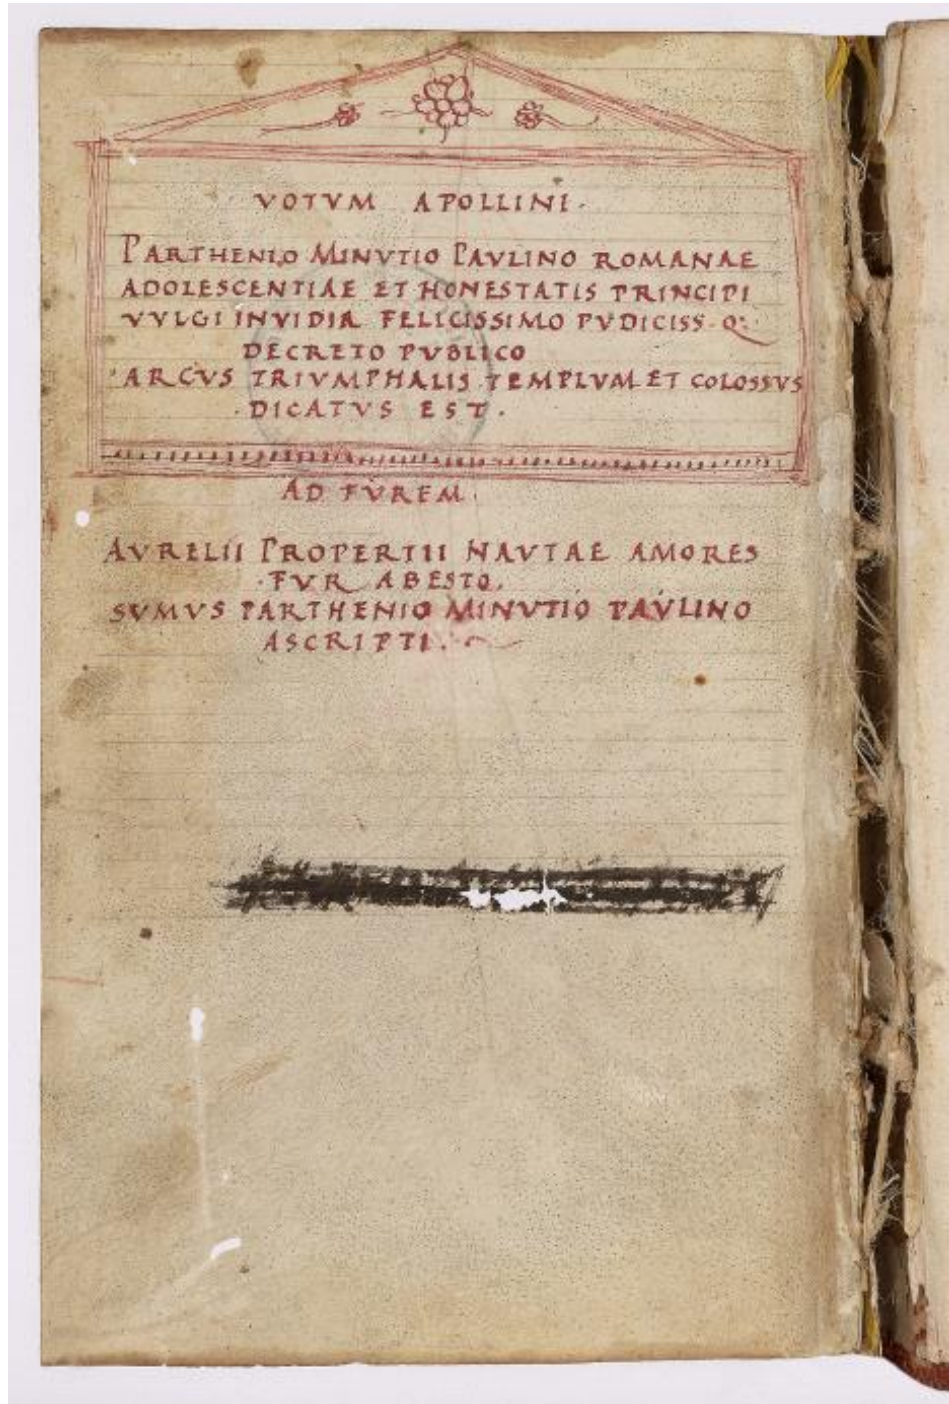 VOTVM APOLLINI.
PARTHENIO MINVTIO PAVLINO ROMANAE
ADOLESCENTIAE ET HONESTATIS PRINCIPI
VVLGI INVIDIA FELICISSIMO PVDICISS. Q:
DECRETO PVBLICO
ARCVS TRIVMPHALIS TEMPLVM ET COLOSSVS
DICATVS EST.
AD FVREM.
AVRELII PROPERTII NAVTAE AMORES
FVR ABESTO.
SVMVS PARTHENIO MINVTIO PAVLINO
ASCRIPTI.